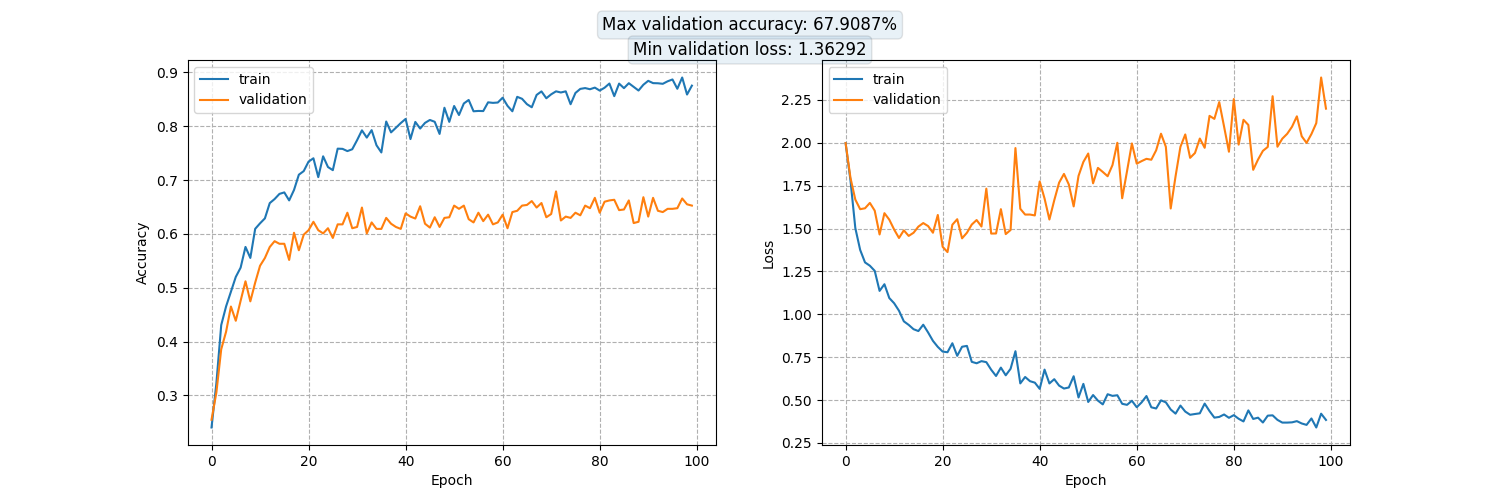 Max validation accuracy: 67.9087%
Min validation loss: 1.36292
train
validation
Accuracy
0.9
0.8
0.7
0.6
0.5
0.4
0.3
0 20 40 60 80 100
Epoch
train
validation
Loss
2.25
2.00
1.75
1.50
1.25
1.00
0.75
0.50
0.25
0 20 40 60 80 100
Epoch